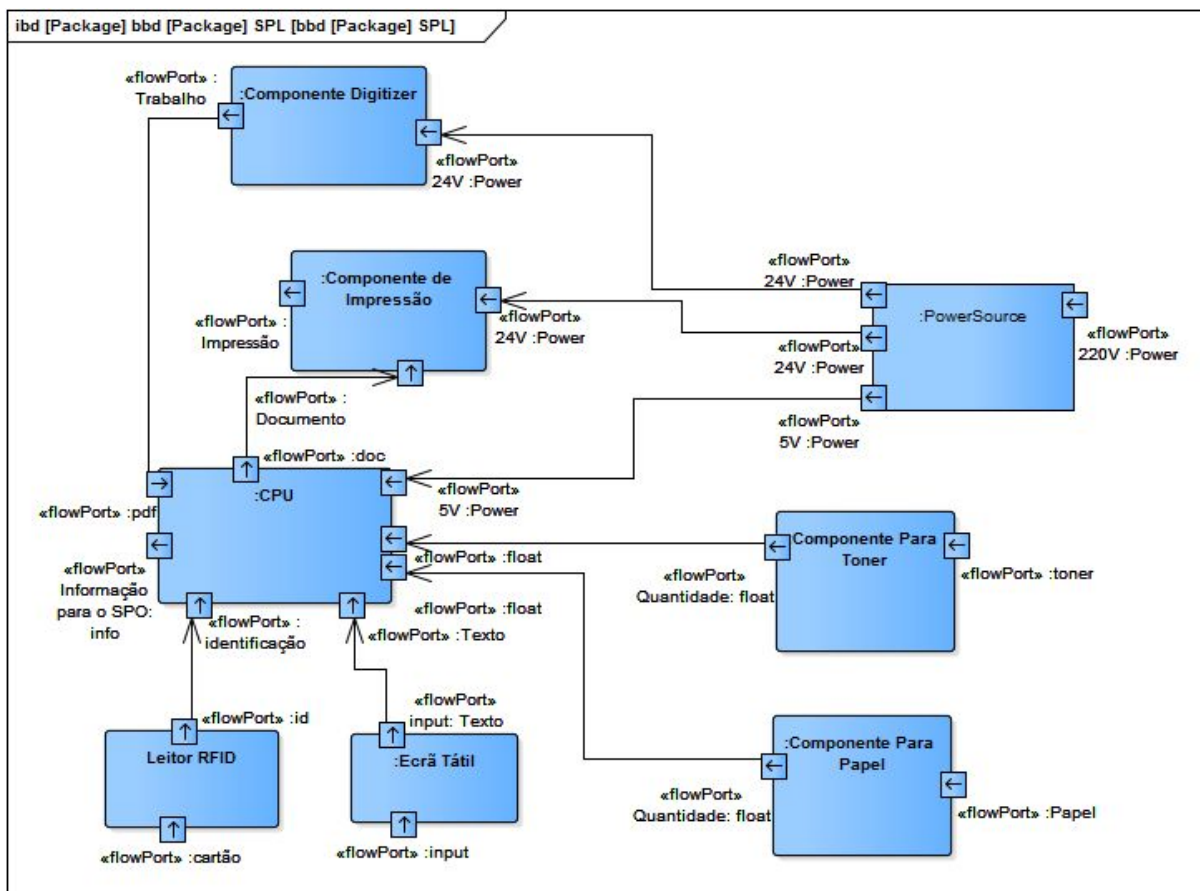 ibd [Package] bbd [Package] SPL [bbd [Package] SPL]
«flowPort» :
Trabalho
:Componente Digitizer
«flowPort»
24V :Power
:Componente de
Impressão
«flowPort» :
Impressão
«flowPort»
24V :Power
«flowPort»
24V :Power
:PowerSource
«flowPort»
24V :Power
«flowPort»
220V :Power
«flowPort»
5V :Power
«flowPort» :
Documento
«flowPort» :doc
:CPU
«flowPort»
5V :Power
«flowPort» :pdf
«flowPort» :float
«flowPort»
Informação
para o SPO:
info
«flowPort» :
identificação
«flowPort» :float
«flowPort» :Texto
Componente Para
Toner
«flowPort»
Quantidade: float
«flowPort» :toner
«flowPort» :id
Leitor RFID
«flowPort» :cartão
«flowPort»
input: Texto
:Ecrã Tátil
«flowPort» :input
:Componente Para
Papel
«flowPort»
Quantidade: float
«flowPort» :Papel